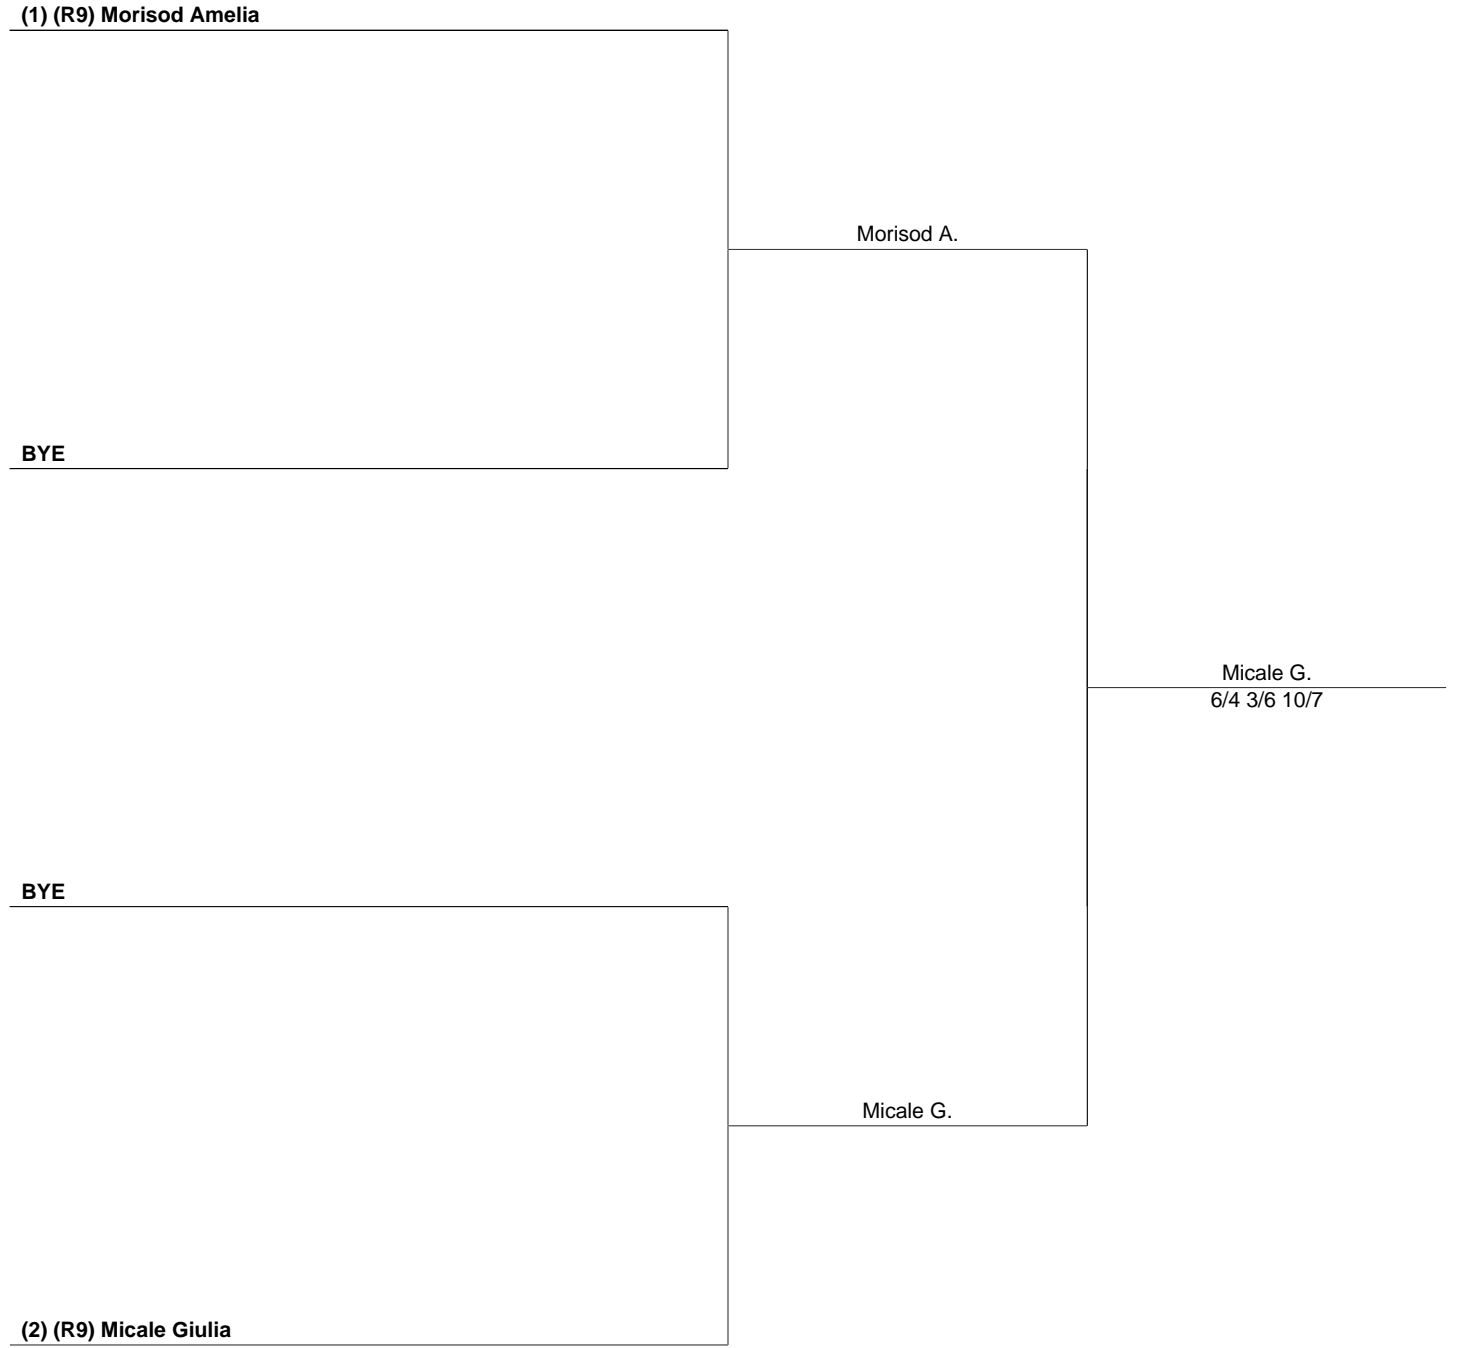 (1) (R9) Morisod Amelia
Morisod A.
BYE
Micale G.
6/4 3/6 10/7
BYE
Micale G.
(2) (R9) Micale Giulia